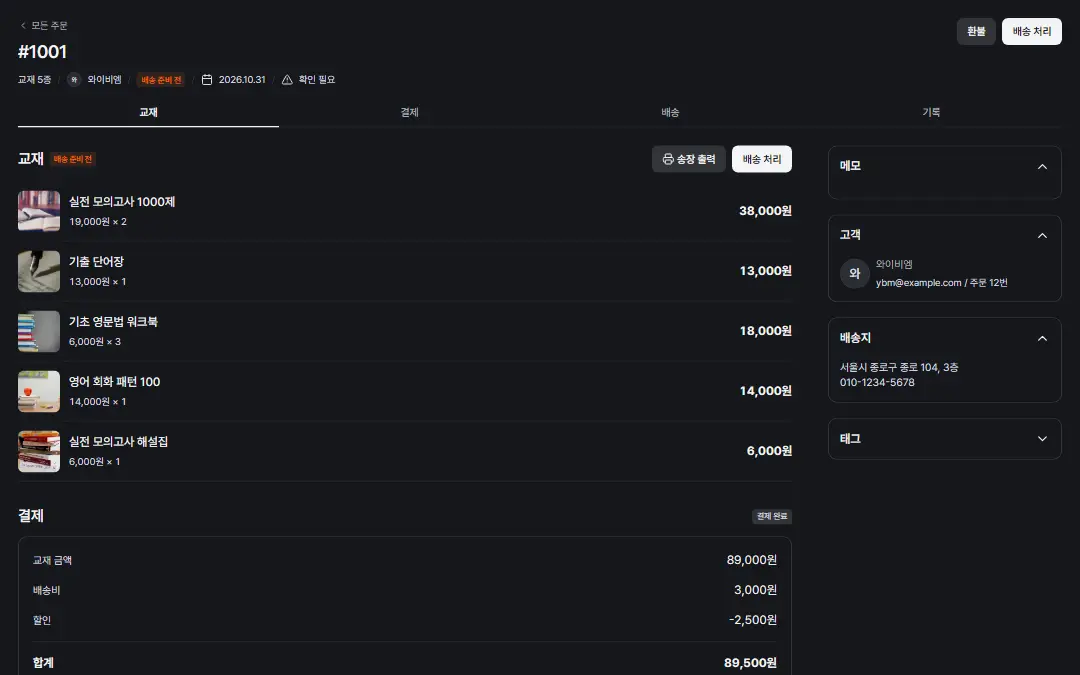 모든 주문
#1001
환불
배송 처리
교재 5종 / 와 와이비엠 / 배송 준비 전 / 2026.10.31 / 확인 필요
교재
결제
배송
기록
교재 배송 준비 전
송장 출력
배송 처리
실전 모의고사 1000제
19,000원 × 2
38,000원
기출 단어장
13,000원 × 1
13,000원
기초 영문법 워크북
6,000원 × 3
18,000원
영어 회화 패턴 100
14,000원 × 1
14,000원
실전 모의고사 해설집
6,000원 × 1
6,000원
결제
결제 완료
교재 금액
89,000원
배송비
3,000원
할인
-2,500원
합계
89,500원
메모
고객
와
와이비엠
ybm@example.com / 주문 12번
배송지
서울시 종로구 종로 104, 3층
010-1234-5678
태그